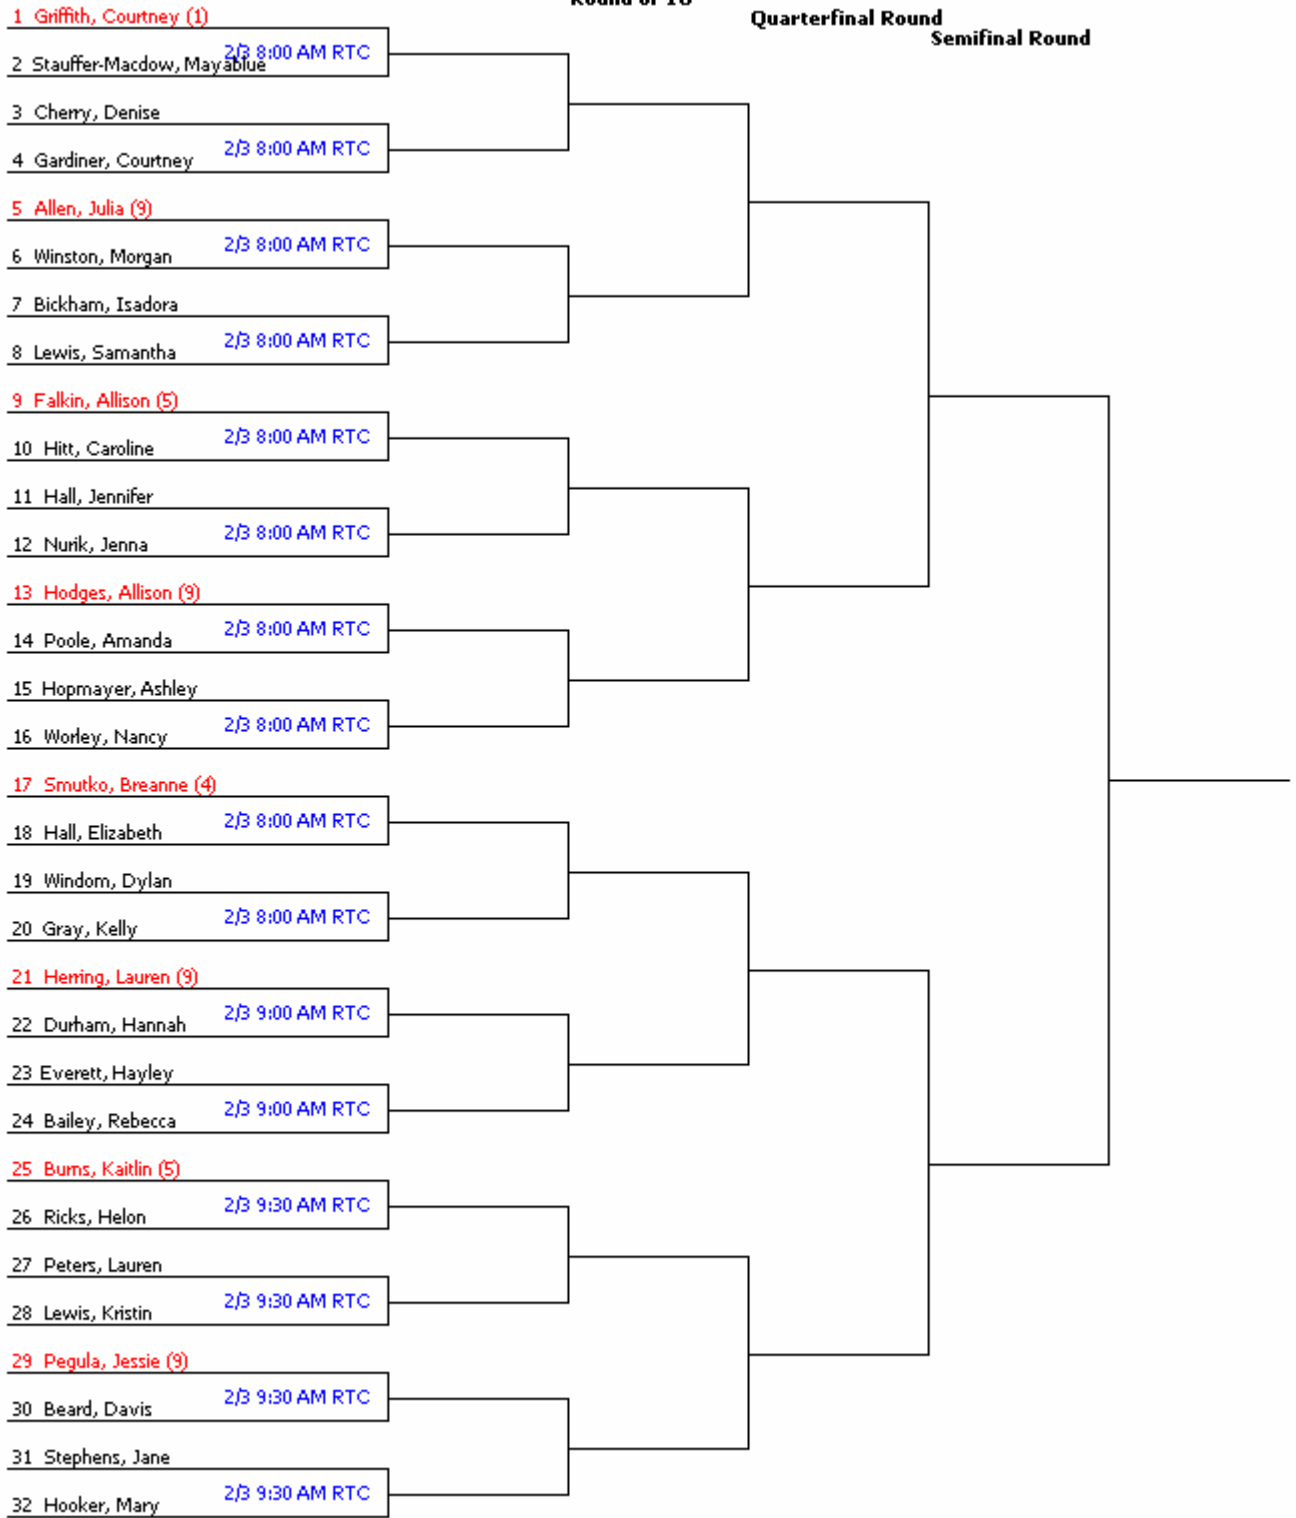 Round of 16
Quarterfinal Round
Semifinal Round
1 Griffith, Courtney (1)
2/3 8:00 AM RTC
2 Stauffer-Macdow, Mayablue
3 Cherry, Denise
2/3 8:00 AM RTC
4 Gardiner, Courtney
5 Allen, Julia (9)
2/3 8:00 AM RTC
6 Winston, Morgan
7 Bickham, Isadora
2/3 8:00 AM RTC
8 Lewis, Samantha
9 Falkin, Allison (5)
2/3 8:00 AM RTC
10 Hitt, Caroline
11 Hall, Jennifer
2/3 8:00 AM RTC
12 Nurik, Jenna
13 Hodges, Allison (9)
2/3 8:00 AM RTC
14 Poole, Amanda
15 Hopmayer, Ashley
2/3 8:00 AM RTC
16 Worley, Nancy
17 Smutko, Breanne (4)
2/3 8:00 AM RTC
18 Hall, Elizabeth
19 Windom, Dylan
2/3 8:00 AM RTC
20 Gray, Kelly
21 Herring, Lauren (9)
2/3 9:00 AM RTC
22 Durham, Hannah
23 Everett, Hayley
2/3 9:00 AM RTC
24 Bailey, Rebecca
25 Burns, Kaitlin (5)
2/3 9:30 AM RTC
26 Ricks, Helon
27 Peters, Lauren
2/3 9:30 AM RTC
28 Lewis, Kristin
29 Pegula, Jessie (9)
2/3 9:30 AM RTC
30 Beard, Davis
31 Stephens, Jane
2/3 9:30 AM RTC
32 Hooker, Mary